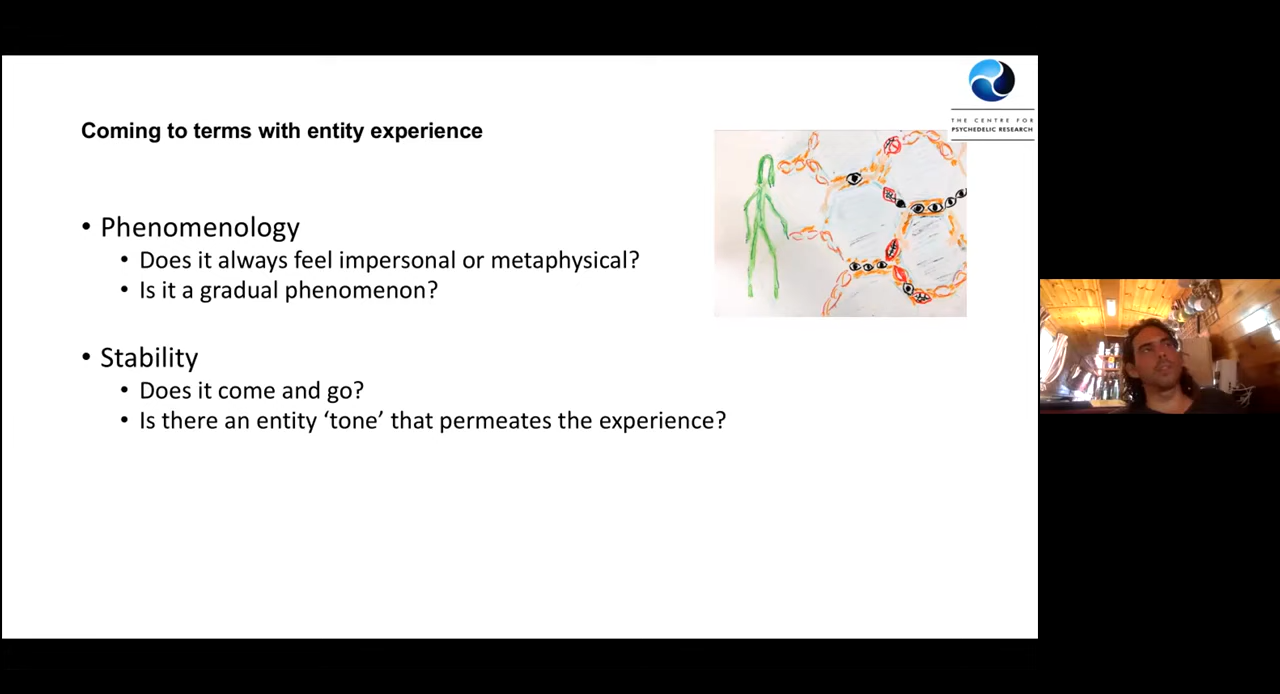 Coming to terms with entity experience
THE CENTRE FOR
PSYCHEDELIC RESEARCH
• Phenomenology
• Does it always feel impersonal or metaphysical?
• Is it a gradual phenomenon?
• Stability
• Does it come and go?
• Is there an entity ‘tone’ that permeates the experience?